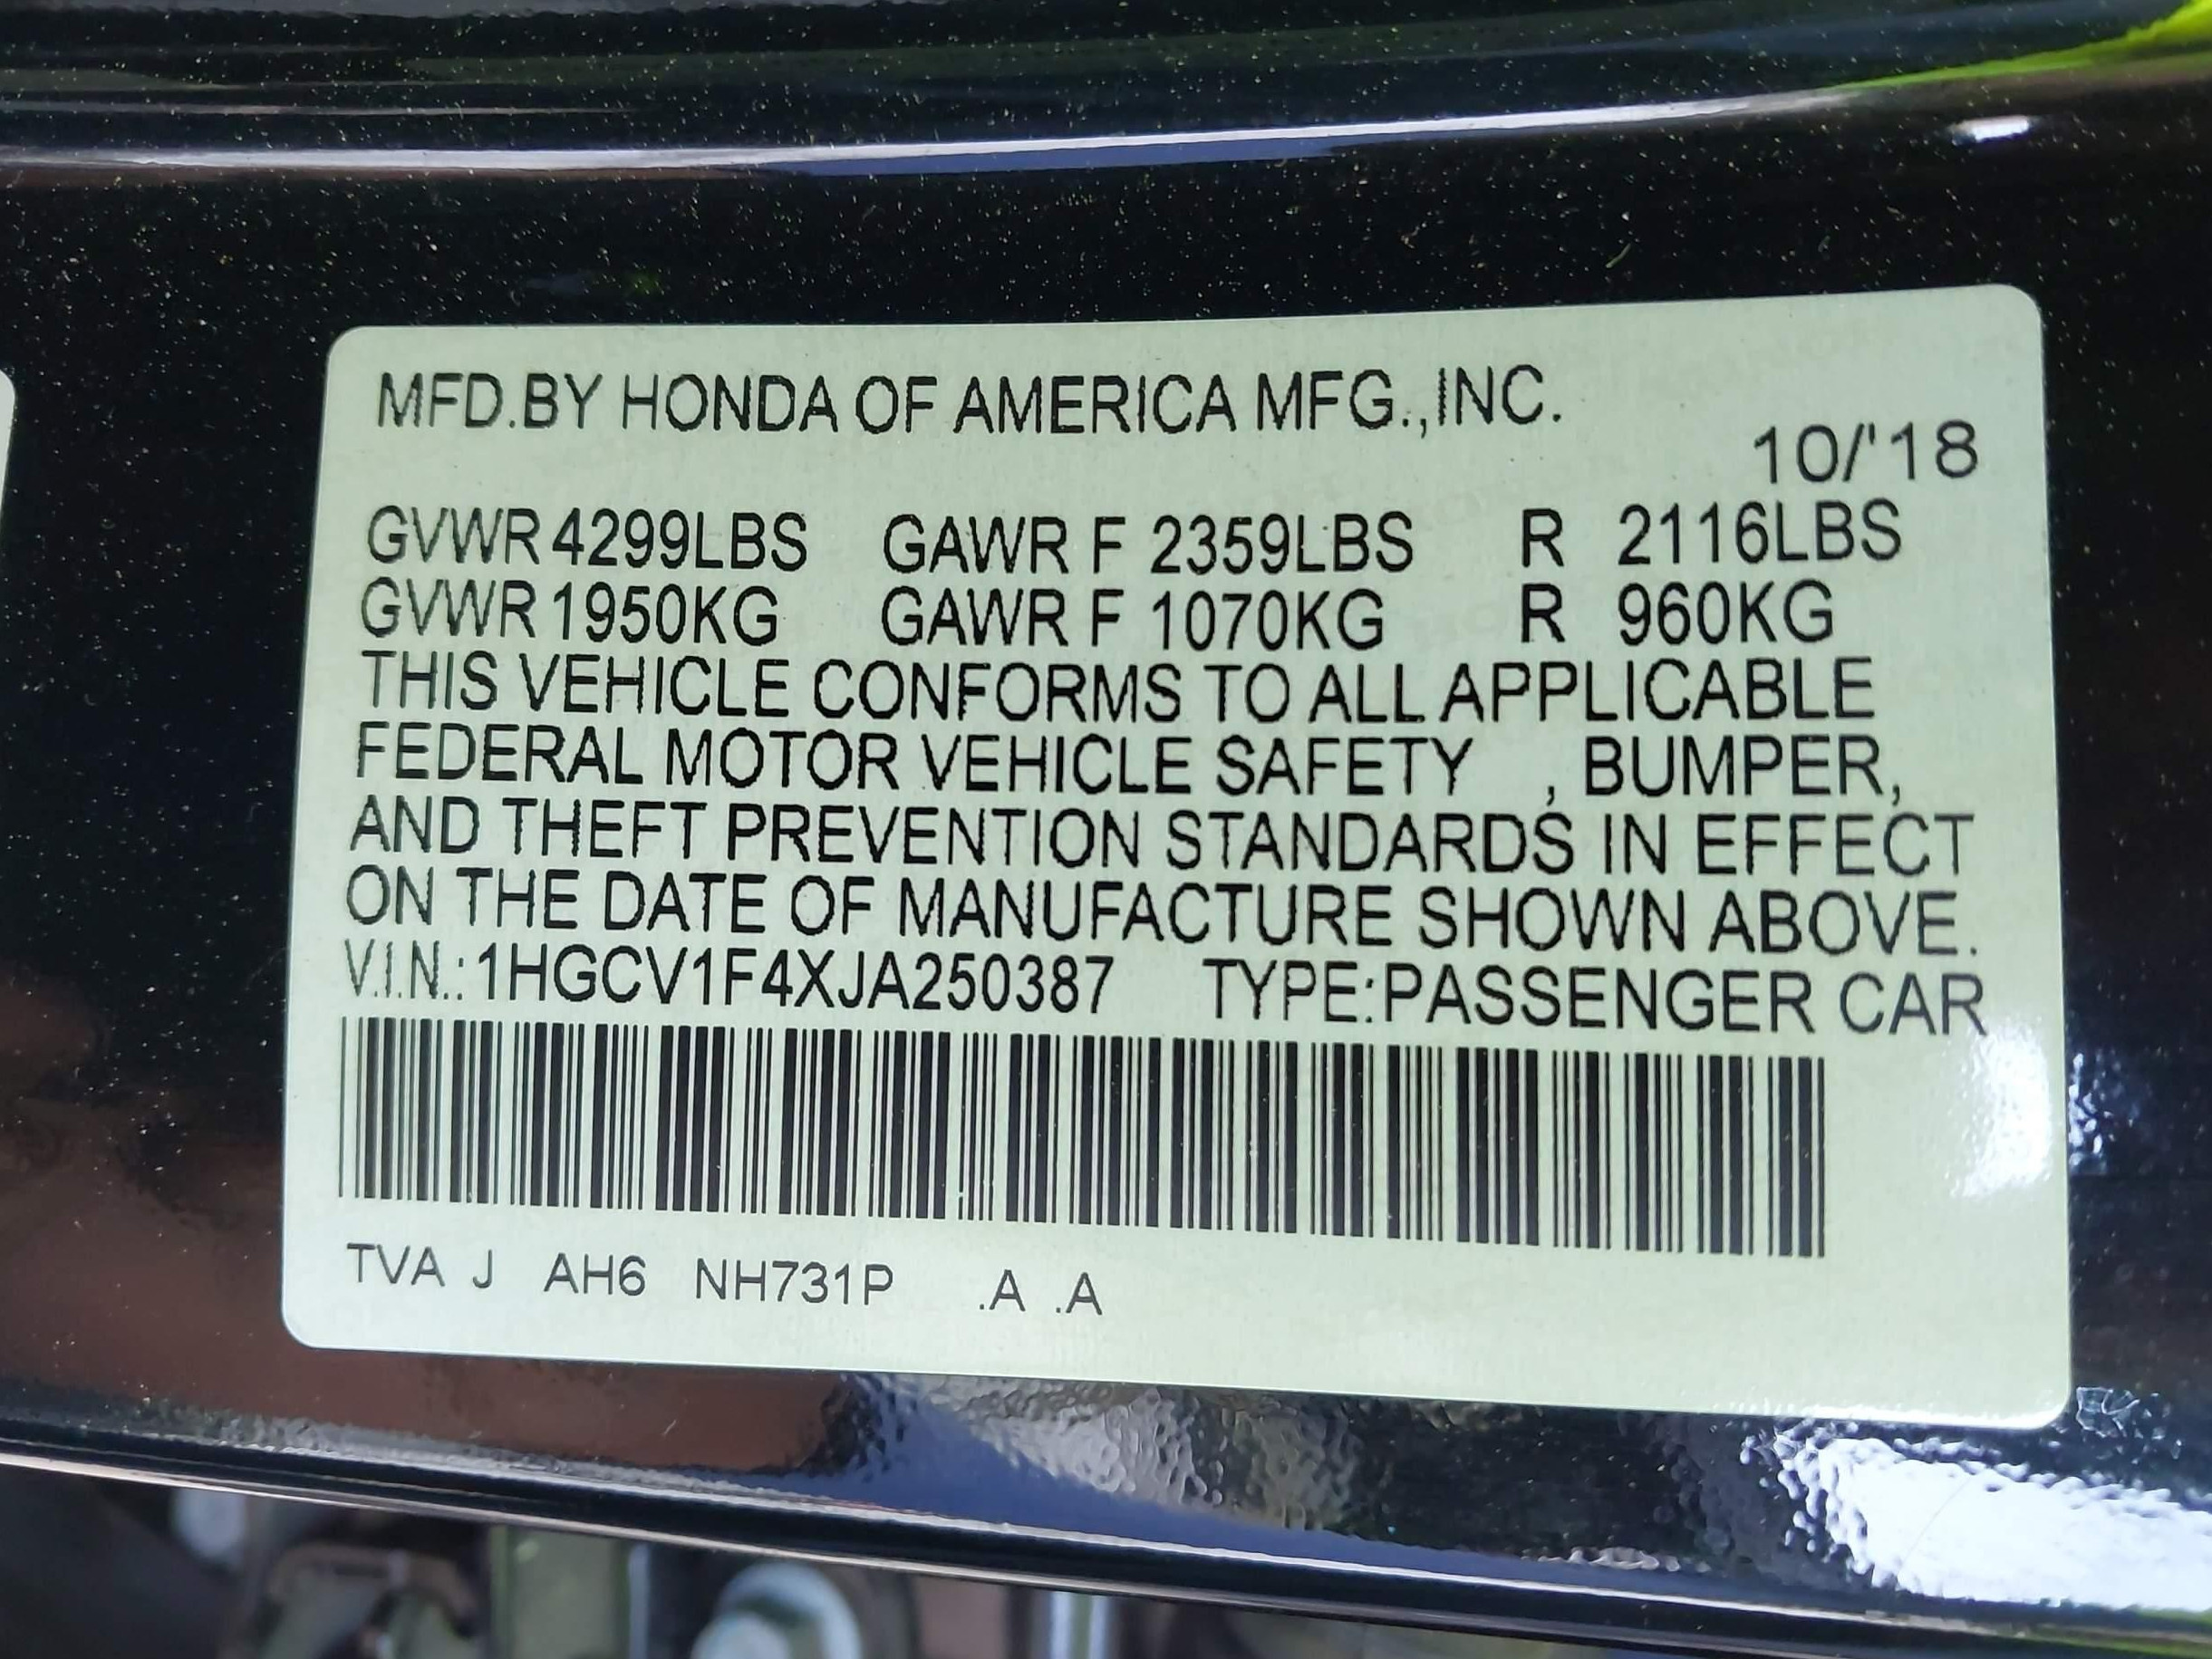 MFD.BY HONDA OF AMERICA MFG.,INC.
10/'18
GVWR 4299LBS GAWR F 2359LBS R 2116LBS
GVWR 1950KG GAWR F 1070KG R 960KG
THIS VEHICLE CONFORMS TO ALL APPLICABLE
FEDERAL MOTOR VEHICLE SAFETY , BUMPER,
AND THEFT PREVENTION STANDARDS IN EFFECT
ON THE DATE OF MANUFACTURE SHOWN ABOVE.
V.I.N.: 1HGCV1F4XJA250387 TYPE:PASSENGER CAR
TVA J AH6 NH731P .A .A